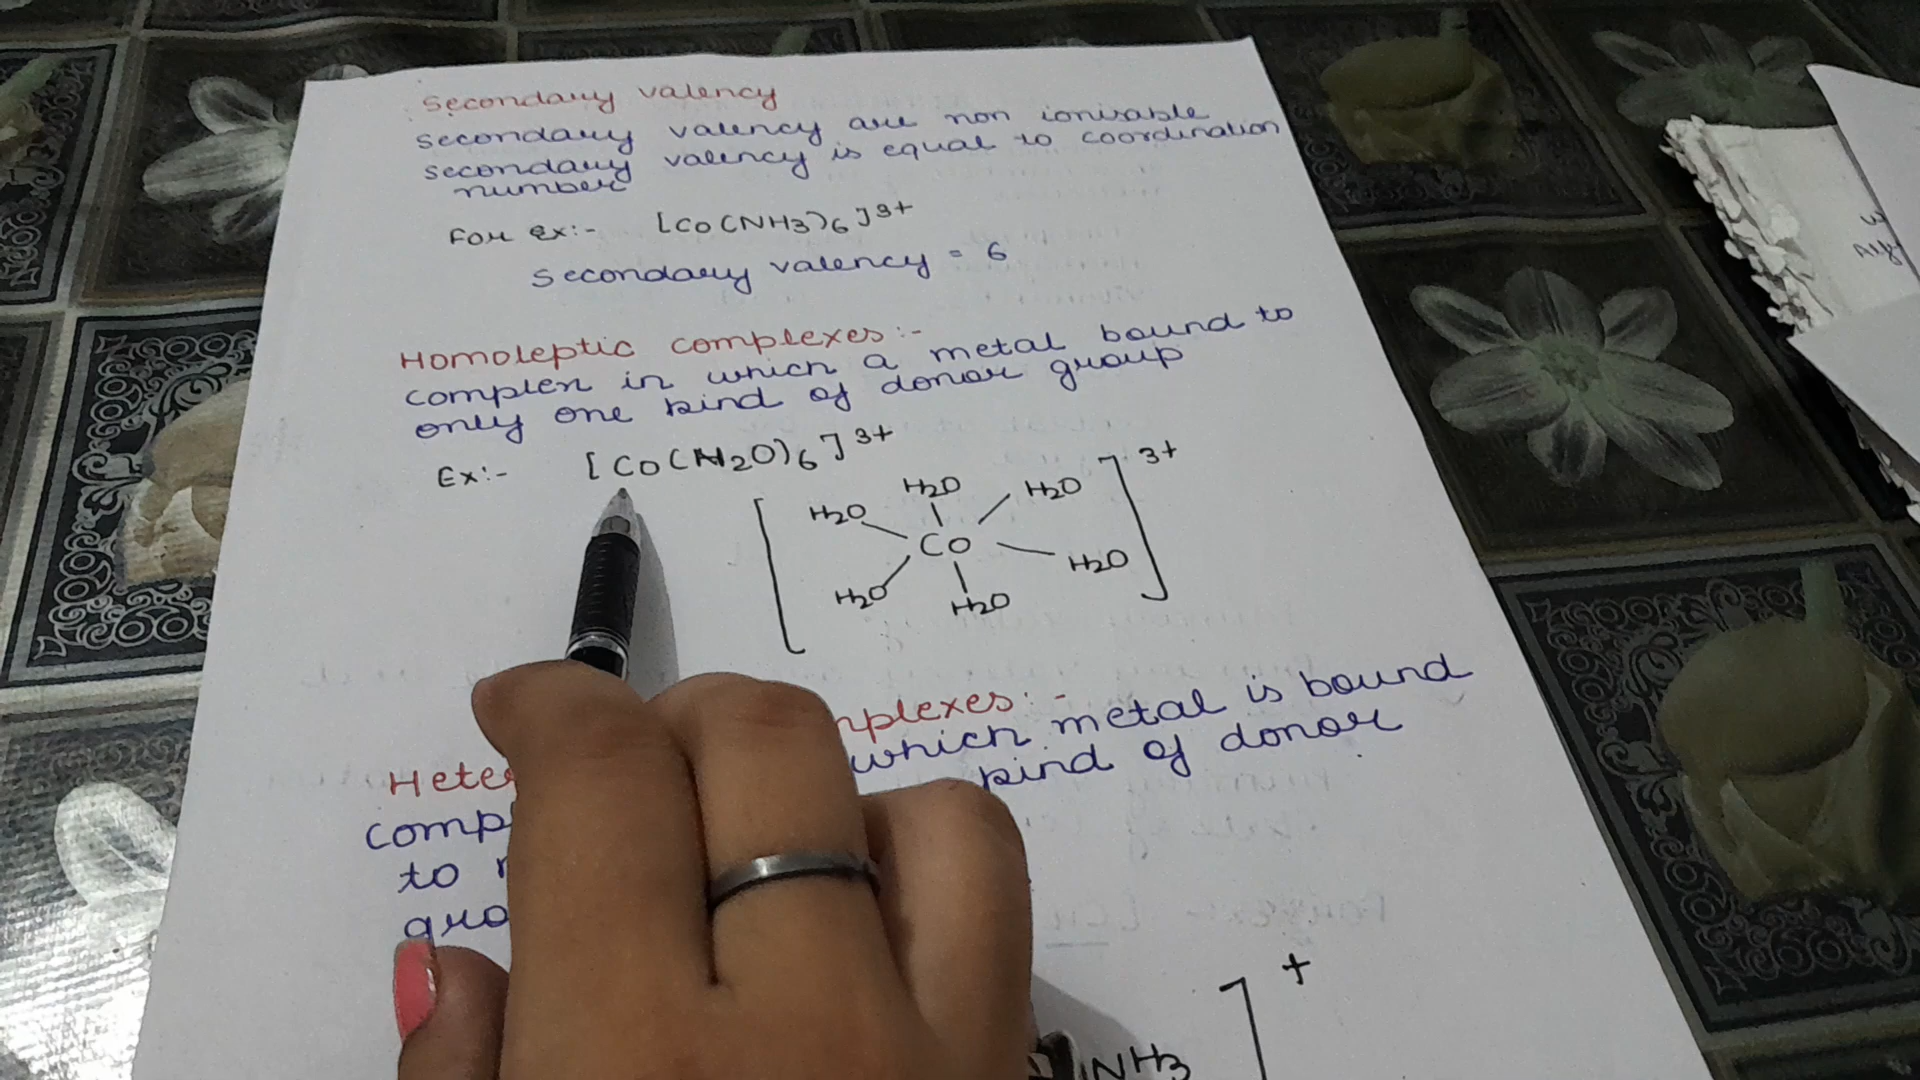 Secondary valency
secondary valency are non ionisable
secondary valency is equal to coordination
number
For ex:- [Co(NH3)6]3+
secondary valency = 6
Homoleptic complexes:-
complex in which a metal bound to
only one kind of donor group
Ex:- [Co(H2O)6]3+
3+
H2O H2O H2O
Co
H2O H2O H2O
Hete mplexes:-
comp which metal is bound
to kind of donor
gro
+
NH3